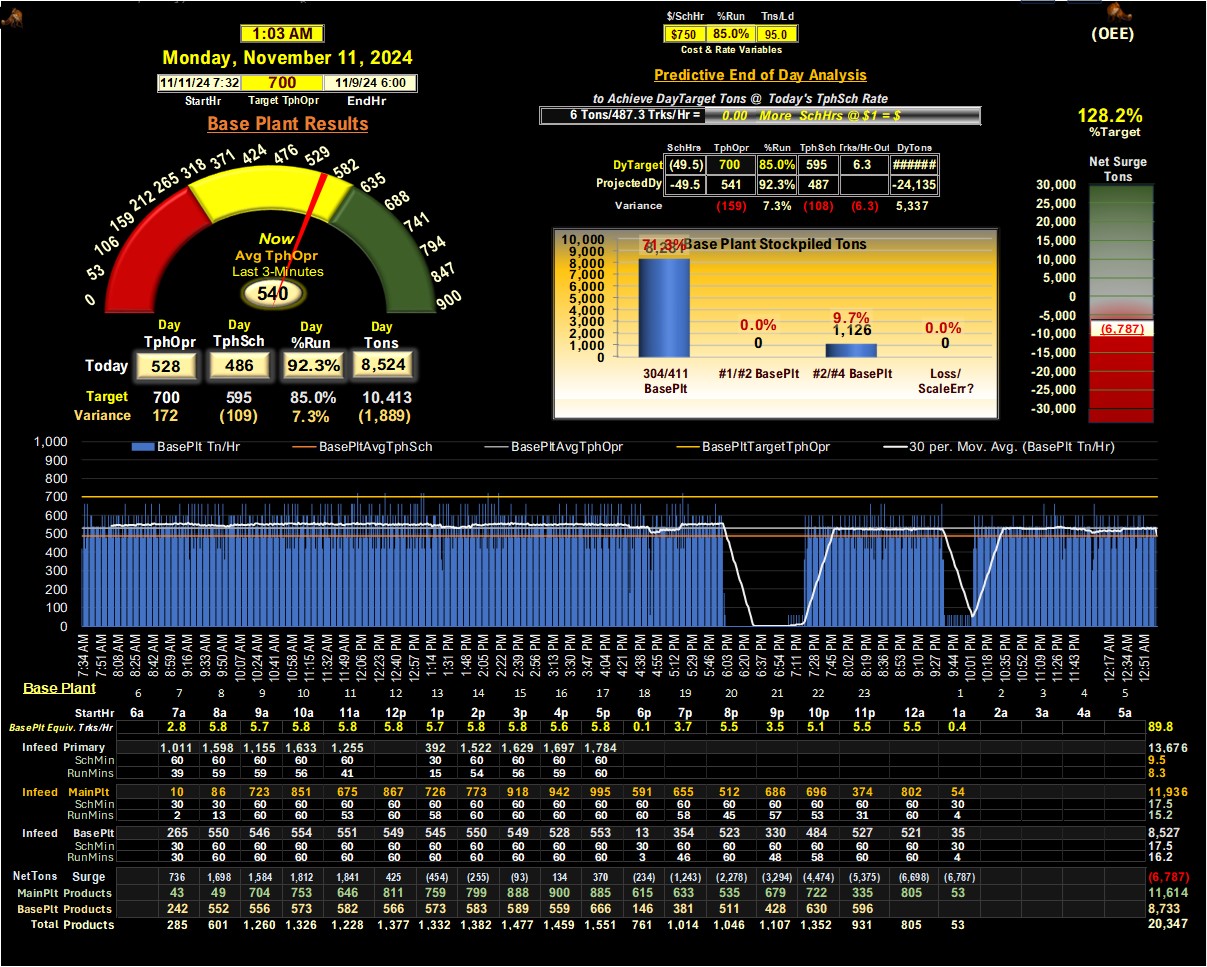 $/SchHr %Run Tns/Ld
$750 85.0% 95.0
Cost & Rate Variables
(OEE)
1:03 AM
Monday, November 11, 2024
11/11/24 7:32 700 11/9/24 6:00
StartHr Target TphOpr EndHr
Base Plant Results
Predictive End of Day Analysis
to Achieve DayTarget Tons @ Today's TphSch Rate
6 Tons/487.3 Trks/Hr = 0.00 More SchHrs @ $1 = $
128.2%
%Target
SchHrs TphOpr %Run TphSch Trks/Hr-Out DyTons
DyTarget (49.5) 700 85.0% 595 6.3 ######
ProjectedDy -49.5 541 92.3% 487 -24,135
Variance (159) 7.3% (108) (6.3) 5,337
Net Surge
Tons
30,000
25,000
20,000
15,000
10,000
5,000
0
-5,000
(6,787)
-10,000
-15,000
-20,000
-25,000
-30,000
0 53 106 159 212 265 318 371 424 476 529 582 635 688 741 794 847 900
Now
Avg TphOpr
Last 3-Minutes
540
Day Day Day Day
TphOpr TphSch %Run Tons
Today 528 486 92.3% 8,524
Target 700 595 85.0% 10,413
Variance 172 (109) 7.3% (1,889)
Base Plant Stockpiled Tons
10,000
9,000
8,000
7,000
6,000
5,000
4,000
3,000
2,000
1,000
0
71.3%
0.0% 9.7% 0.0%
0 1,126 0
304/411 #1/#2 BasePlt #2/#4 BasePlt Loss/
BasePlt ScaleErr?
BasePlt Tn/Hr BasePltAvgTphSch BasePltAvgTphOpr BasePltTargetTphOpr 30 per. Mov. Avg. (BasePlt Tn/Hr)
1,000
900
800
700
600
500
400
300
200
100
0
7:34 AM 7:51 AM 8:08 AM 8:25 AM 8:42 AM 8:59 AM 9:16 AM 9:33 AM 9:50 AM 10:07 AM 10:24 AM 10:41 AM 10:58 AM 11:15 AM 11:32 AM 11:49 AM 12:06 PM 12:23 PM 12:40 PM 12:57 PM 1:14 PM 1:31 PM 1:48 PM 2:05 PM 2:22 PM 2:39 PM 2:56 PM 3:13 PM 3:30 PM 3:47 PM 4:04 PM 4:21 PM 4:38 PM 4:55 PM 5:12 PM 5:29 PM 5:46 PM 6:03 PM 6:20 PM 6:37 PM 6:54 PM 7:11 PM 7:28 PM 7:45 PM 8:02 PM 8:19 PM 8:36 PM 8:53 PM 9:10 PM 9:27 PM 9:44 PM 10:01 PM 10:18 PM 10:35 PM 10:52 PM 11:09 PM 11:26 PM 11:43 PM 12:17 AM 12:34 AM 12:51 AM
Base Plant 6 7 8 9 10 11 12 13 14 15 16 17 18 19 20 21 22 23 1 2 3 4 5
StartHr 6a 7a 8a 9a 10a 11a 12p 1p 2p 3p 4p 5p 6p 7p 8p 9p 10p 11p 12a 1a 2a 3a 4a 5a
BasePlt Equiv. Trks/Hr 2.8 5.8 5.7 5.8 5.8 5.8 5.7 5.8 5.8 5.6 5.8 0.1 3.7 5.5 3.5 5.1 5.5 5.5 0.4 89.8
Infeed Primary 1,011 1,598 1,155 1,633 1,255 392 1,522 1,629 1,697 1,784 13,676
SchMin 60 60 60 60 60 30 60 60 60 60 9.5
RunMins 39 59 59 56 41 15 54 56 59 60 8.3
Infeed MainPlt 10 86 723 851 675 867 726 773 918 942 995 591 655 512 686 696 374 802 54 11,936
SchMin 30 30 60 60 60 60 60 60 60 60 60 60 60 60 60 60 60 60 30 17.5
RunMins 2 13 60 60 53 60 58 60 60 60 60 60 60 58 45 57 53 31 60 4 15.2
Infeed BasePlt 265 550 546 554 551 549 545 550 549 528 553 13 354 523 330 484 527 521 35 8,527
SchMin 30 60 60 60 60 60 60 60 60 60 60 30 60 60 60 60 60 60 30 17.5
RunMins 30 60 60 60 60 60 60 60 60 60 60 3 46 60 48 58 60 60 4 16.2
NetTons Surge 736 1,698 1,584 1,812 1,841 425 (454) (255) (93) 134 370 (234) (1,243) (2,278) (3,294) (4,474) (5,375) (6,698) (6,787) (6,787)
MainPlt Products 43 49 704 753 646 811 759 799 888 900 885 615 633 535 679 722 335 805 53 11,614
BasePlt Products 242 552 556 573 582 566 573 583 589 559 666 146 381 511 428 630 596 8,733
Total Products 285 601 1,260 1,326 1,228 1,377 1,332 1,382 1,477 1,459 1,551 761 1,014 1,046 1,107 1,352 931 805 53 20,347